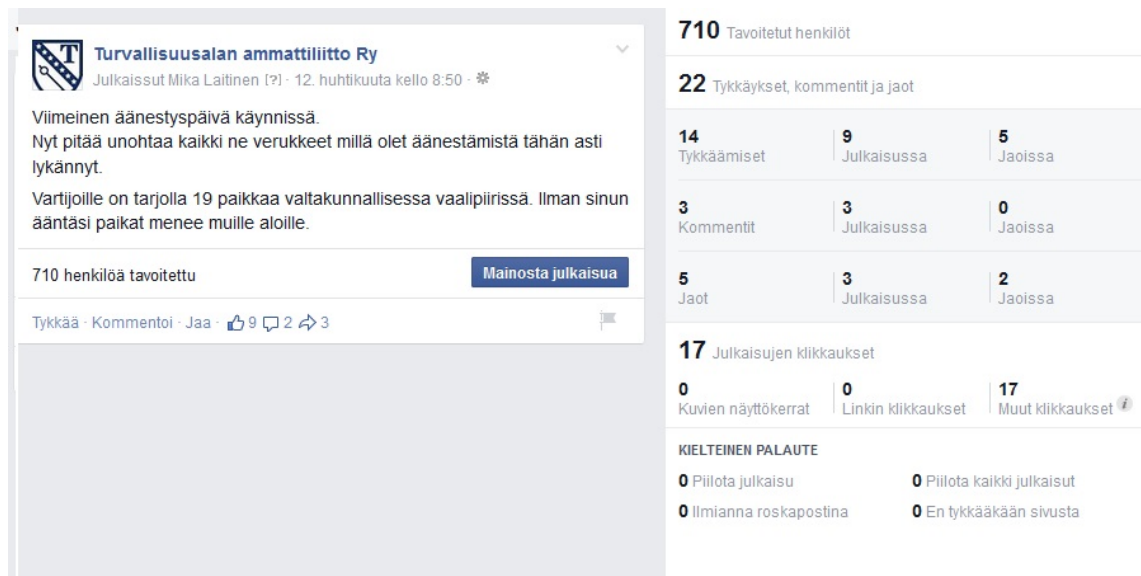 Turvallisuusalan ammattiliitto Ry
Julkaissut Mika Laitinen [?] · 12. huhtikuuta kello 8:50 ·
Viimeinen äänestyspäivä käynnissä.
Nyt pitää unohtaa kaikki ne verukkeet millä olet äänestämistä tähän asti
lykännyt.
Vartijoille on tarjolla 19 paikkaa valtakunnallisessa vaalipiirissä. Ilman sinun
ääntäsi paikat menee muille aloille.
710 henkilöä tavoitettu
Mainosta julkaisua
Tykkää · Kommentoi · Jaa · 9 2 3
710 Tavoitetut henkilöt
22 Tykkäykset, kommentit ja jaot
14 9 5
Tykkäämiset Julkaisussa Jaoissa
3 3 0
Kommentit Julkaisussa Jaoissa
5 3 2
Jaot Julkaisussa Jaoissa
17 Julkaisujen klikkaukset
0 0 17
Kuvien näyttökerrat Linkin klikkaukset Muut klikkaukset i
KIELTEINEN PALAUTE
0 Piilota julkaisu 0 Piilota kaikki julkaisut
0 Ilmianna roskapostina 0 En tykkääkään sivusta
T